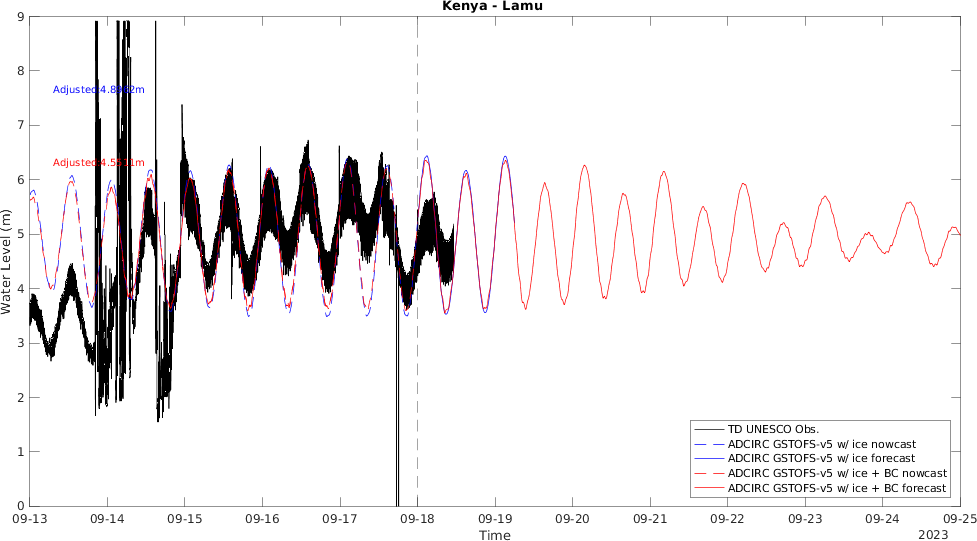 Kenya - Lamu
9
8
7
6
5
4
3
2
1
0
Water Level (m)
Adjusted
Adjusted
TD UNESCO Obs.
ADCIRC GSTOFS-v5 w/ ice nowcast
ADCIRC GSTOFS-v5 w/ ice forecast
ADCIRC GSTOFS-v5 w/ ice + BC nowcast
ADCIRC GSTOFS-v5 w/ ice + BC forecast
09-13 09-14 09-15 09-16 09-17 09-18 09-19 09-20 09-21 09-22 09-23 09-24 09-25
Time
2023